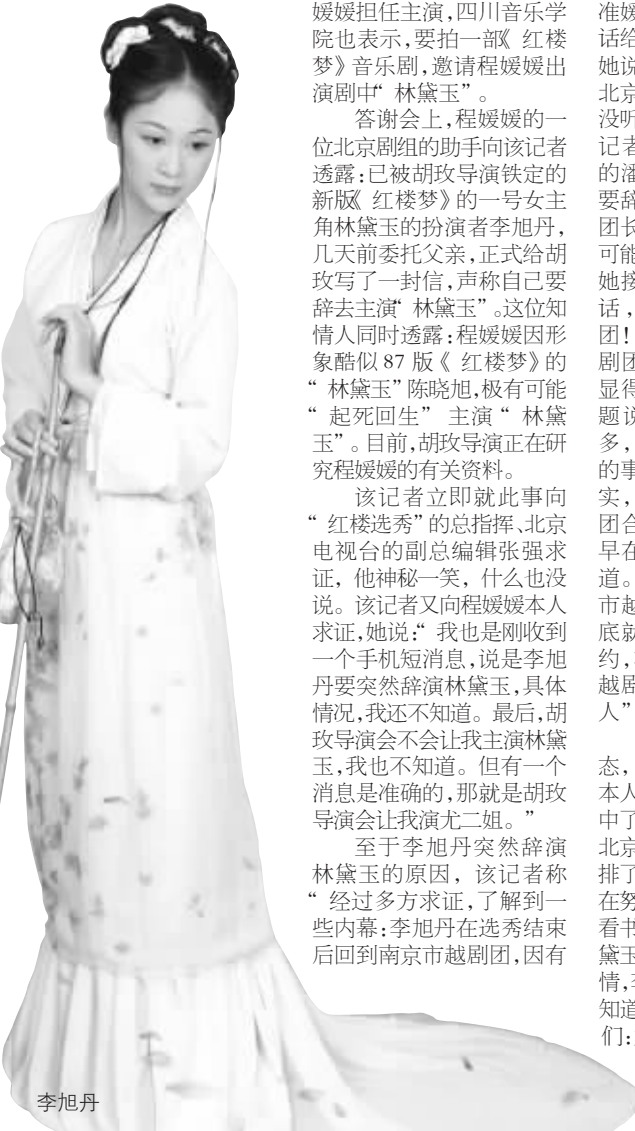 媛媛担任主演,四川音乐学
院也表示,要拍一部《红楼
梦》音乐剧,邀请程媛媛出
演剧中“林黛玉”。
答谢会上,程媛媛的一
位北京剧组的助手向该记者
透露:已被胡玫导演铁定的
新版《红楼梦》的一号女主
角林黛玉的扮演者李旭丹,
几天前委托父亲,正式给胡
玫写了一封信,声称自己要
辞去主演“林黛玉”。这位知
情人同时透露:程媛媛因形
象酷似87版《红楼梦》的
“林黛玉”陈晓旭,极有可能
“起死回生”主演“林黛
玉”。目前,胡玫导演正在研
究程媛媛的有关资料。
该记者立即就此事向
“红楼选秀”的总指挥、北京
电视台的副总编辑张强求
证,他神秘一笑,什么也没
说。该记者又向程媛媛本人
求证,她说:“我也是刚收到
一个手机短消息,说是李旭
丹要突然辞演林黛玉,具体
情况,我还不知道。最后,胡
玫导演会不会让我主演林黛
玉,我也不知道。但有一个
消息是准确的,那就是胡玫
导演会让我演尤二姐。”
至于李旭丹突然辞演
林黛玉的原因,该记者称
“经过多方求证,了解到一
些内幕:李旭丹在选秀结束
后回到南京市越剧团,因有
准媛
话给
她说
北京
没听
记者
的潘
要辞
团长
可能
她接
话,
团!
剧团
显得
题说
多,
的事
实,
团合
早在
道。
市越
底就
约,
越剧
人”
态,
本人
中了
北京
排了
在努
看书
黛玉
情,李
知道
们:
李旭丹